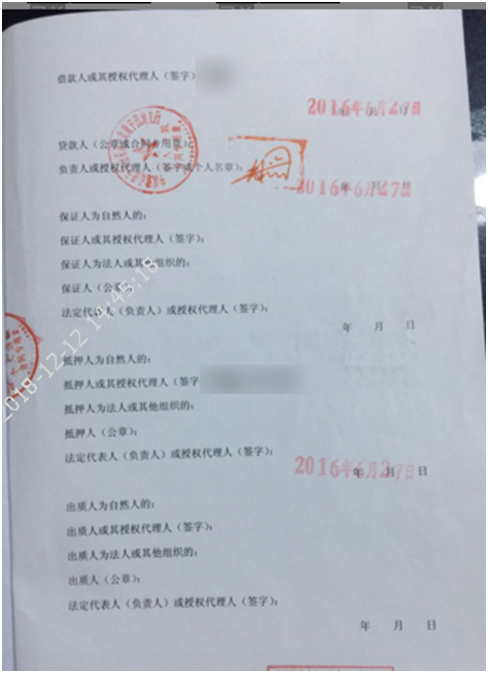 借款人或其授权代理人（签字）
2016年6月27日
贷款人（公章或合同专用章）：
负责人或授权代理人（签字或个人名章）：
2016年6月27日
保证人为自然人的：
保证人或其授权代理人（签字）：
保证人为法人或其他组织的：
保证人（公章）：
法定代表人（负责人）或授权代理人（签字）：
年 月 日
2018-12-12
抵押人为自然人的：
抵押人或其授权代理人（签字
抵押人为法人或其他组织的：
抵押人（公章）：
法定代表人（负责人）或授权代理人（签字）：
2016年6月27日
出质人为自然人的：
出质人或其授权代理人（签字）：
出质人为法人或其他组织的：
出质人（公章）：
法定代表人（负责人）或授权代理人（签字）：
年 月 日